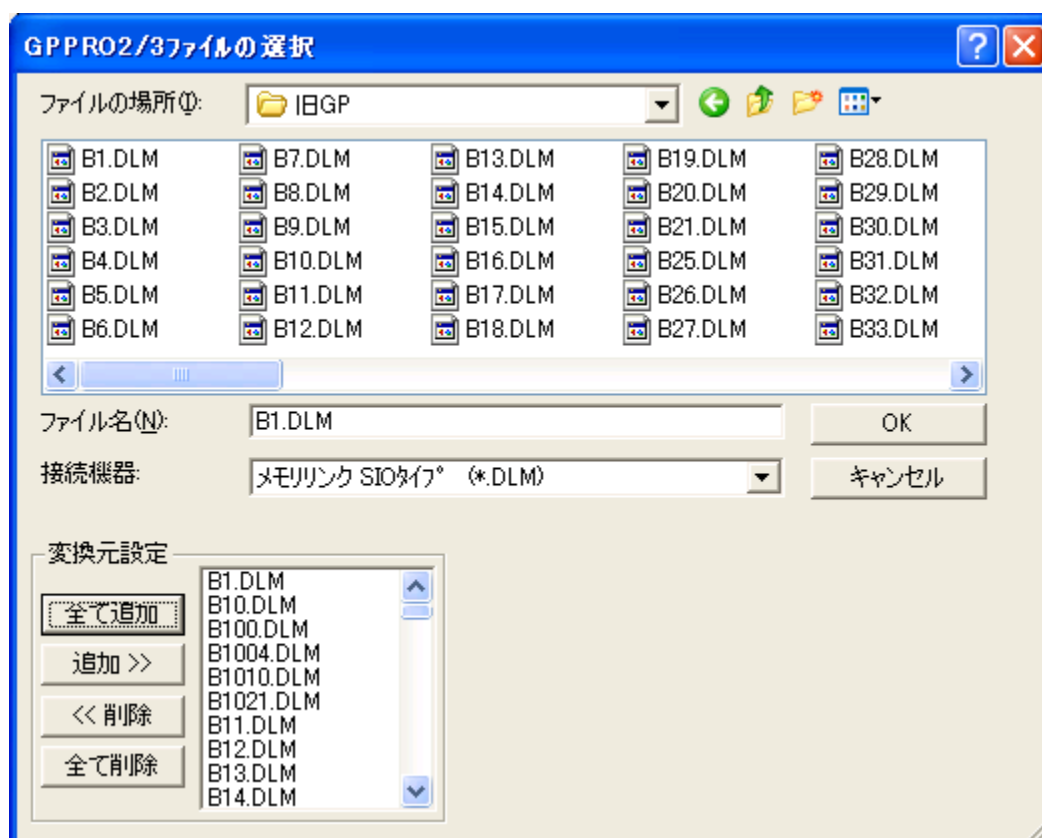 GPPRO2/3ファイルの選択
ファイルの場所(I): 旧GP
B1.DLM B7.DLM B13.DLM B19.DLM B28.DLM
B2.DLM B8.DLM B14.DLM B20.DLM B29.DLM
B3.DLM B9.DLM B15.DLM B21.DLM B30.DLM
B4.DLM B10.DLM B16.DLM B25.DLM B31.DLM
B5.DLM B11.DLM B17.DLM B26.DLM B32.DLM
B6.DLM B12.DLM B18.DLM B27.DLM B33.DLM
ファイル名(N): B1.DLM OK
接続機器: メモリリンク SIOタイプ (*.DLM) キャンセル
変換元設定
全て追加
追加 >>
<< 削除
全て削除
B1.DLM
B10.DLM
B100.DLM
B1004.DLM
B1010.DLM
B1021.DLM
B11.DLM
B12.DLM
B13.DLM
B14.DLM